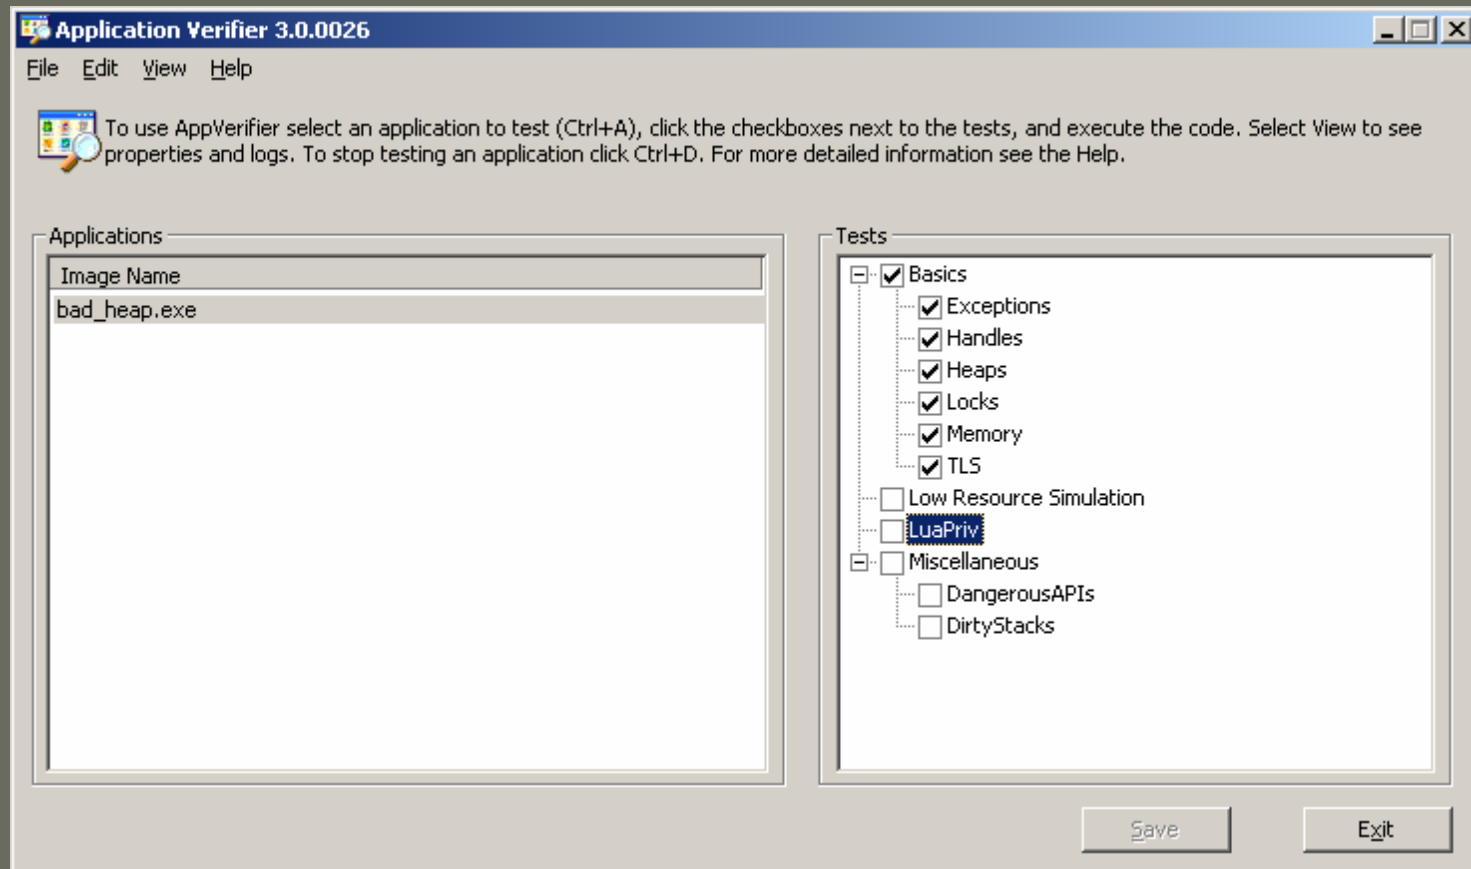 Application Verifier 3.0.0026
File Edit View Help
To use AppVerifier select an application to test (Ctrl+A), click the checkboxes next to the tests, and execute the code. Select View to see
properties and logs. To stop testing an application click Ctrl+D. For more detailed information see the Help.
Applications
Image Name
bad_heap.exe
Tests
Basics
Exceptions
Handles
Heaps
Locks
Memory
TLS
Low Resource Simulation
LuaPriv
Miscellaneous
DangerousAPIs
DirtyStacks
Save
Exit